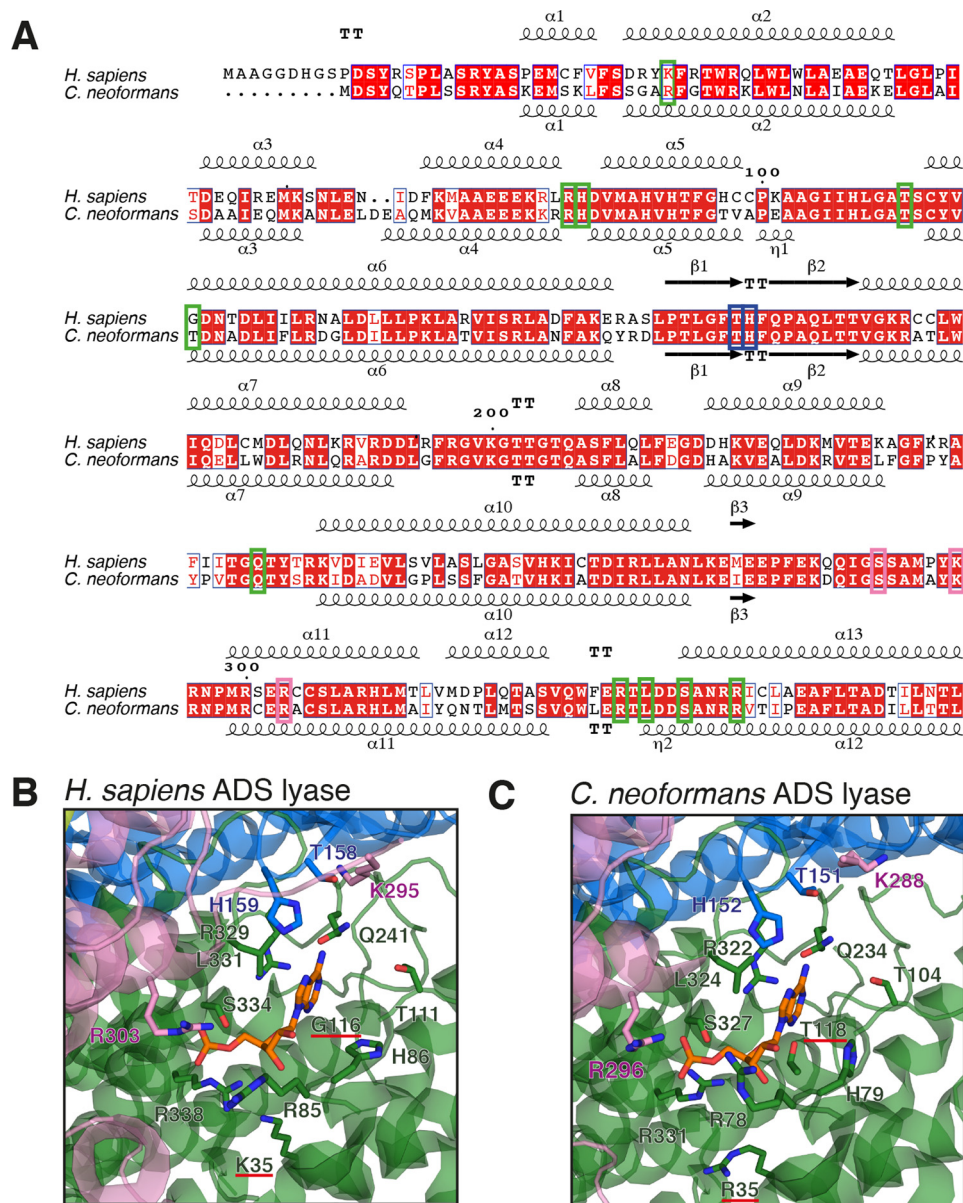 A
α1 α2
TT
H. sapiens MAAGGDHGSPDSYRSPLASRYASPEMCFVFSDRYKFRTWRQLWLWLAEAEQTLGLPI
C. neoformans .........MDSYQTPLSSRYASKEMSKLFSSGARFGTWRKLWLNLAIAEKELGLAI
α1 α2
α3 α4 α5
100
H. sapiens TDEQIREMKSNLEN..IDFKMAAEEEKRLRHDVMAHVHTFGHCCPKAAGIIHLGATSCYV
C. neoformans SDAAIEQMKANLELDEAQMKVAAEEEKKRRHDVMAHVHTFGTVAPEAAGIIHLGATSCYV
α3 α4 α5 η1
α6 β1 TT β2
H. sapiens GDNTDLIILRNALDLLLPKLARVISRLADFAKERASLPTLGFTHFQPAQLTTVGKRCCLW
C. neoformans TDNADLIFLRDGLDILLPKLATVISRLANFAKQYRDLPTLGFTHFQPAQLTTVGKRATLW
α6 β1 TT β2
α7 TT α8 α9
200
H. sapiens IQDLCMDLQNLKRVRDDLRFRGVKGTTGTQASFLQLFEGDDHKVEQLDKMVTEKAGFKRA
C. neoformans IQELLWDLRNLQRARDDLGFRGVKGTTGTQASFLALFDGDHAKVEALDKRVTELFGFPYA
α7 TT α8 α9
α10 β3
H. sapiens FIITGQTYTRKVDIEVLSVLASLGASVHKICTDIRLLANLKEMEEPFEKQQIGSSAMPYK
C. neoformans YPVTGQTYSRKIDADVLGPLSSFGATVHKIATDIRLLANLKEIEEPFEKDQIGSSAMAYK
α10 β3
α11 α12 TT α13
300
H. sapiens RNPMRSERCCSLARHLMTLVMDPLQTASVQWFERTLDDSANRRICLAEAFLTADTILNTL
C. neoformans RNPMRCERACSLARHLMAIYQNTLMTSSVQWLERTLDDSANRRVTIPEAFLTADILLTTL
α11 TT η2 α12
B H. sapiens ADS lyase
T158
K295
H159
R329
L331
Q241
S334
T111
G116
R303
H86
R338
R85
K35
C C. neoformans ADS lyase
T151
K288
H152
R322
L324
Q234
T104
S327
T118
R296
H79
R78
R331
R35